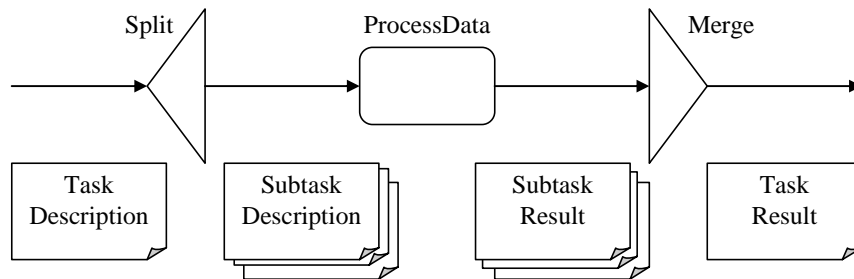 Split
ProcessData
Merge
Task
Description
Subtask
Description
Subtask
Result
Task
Result